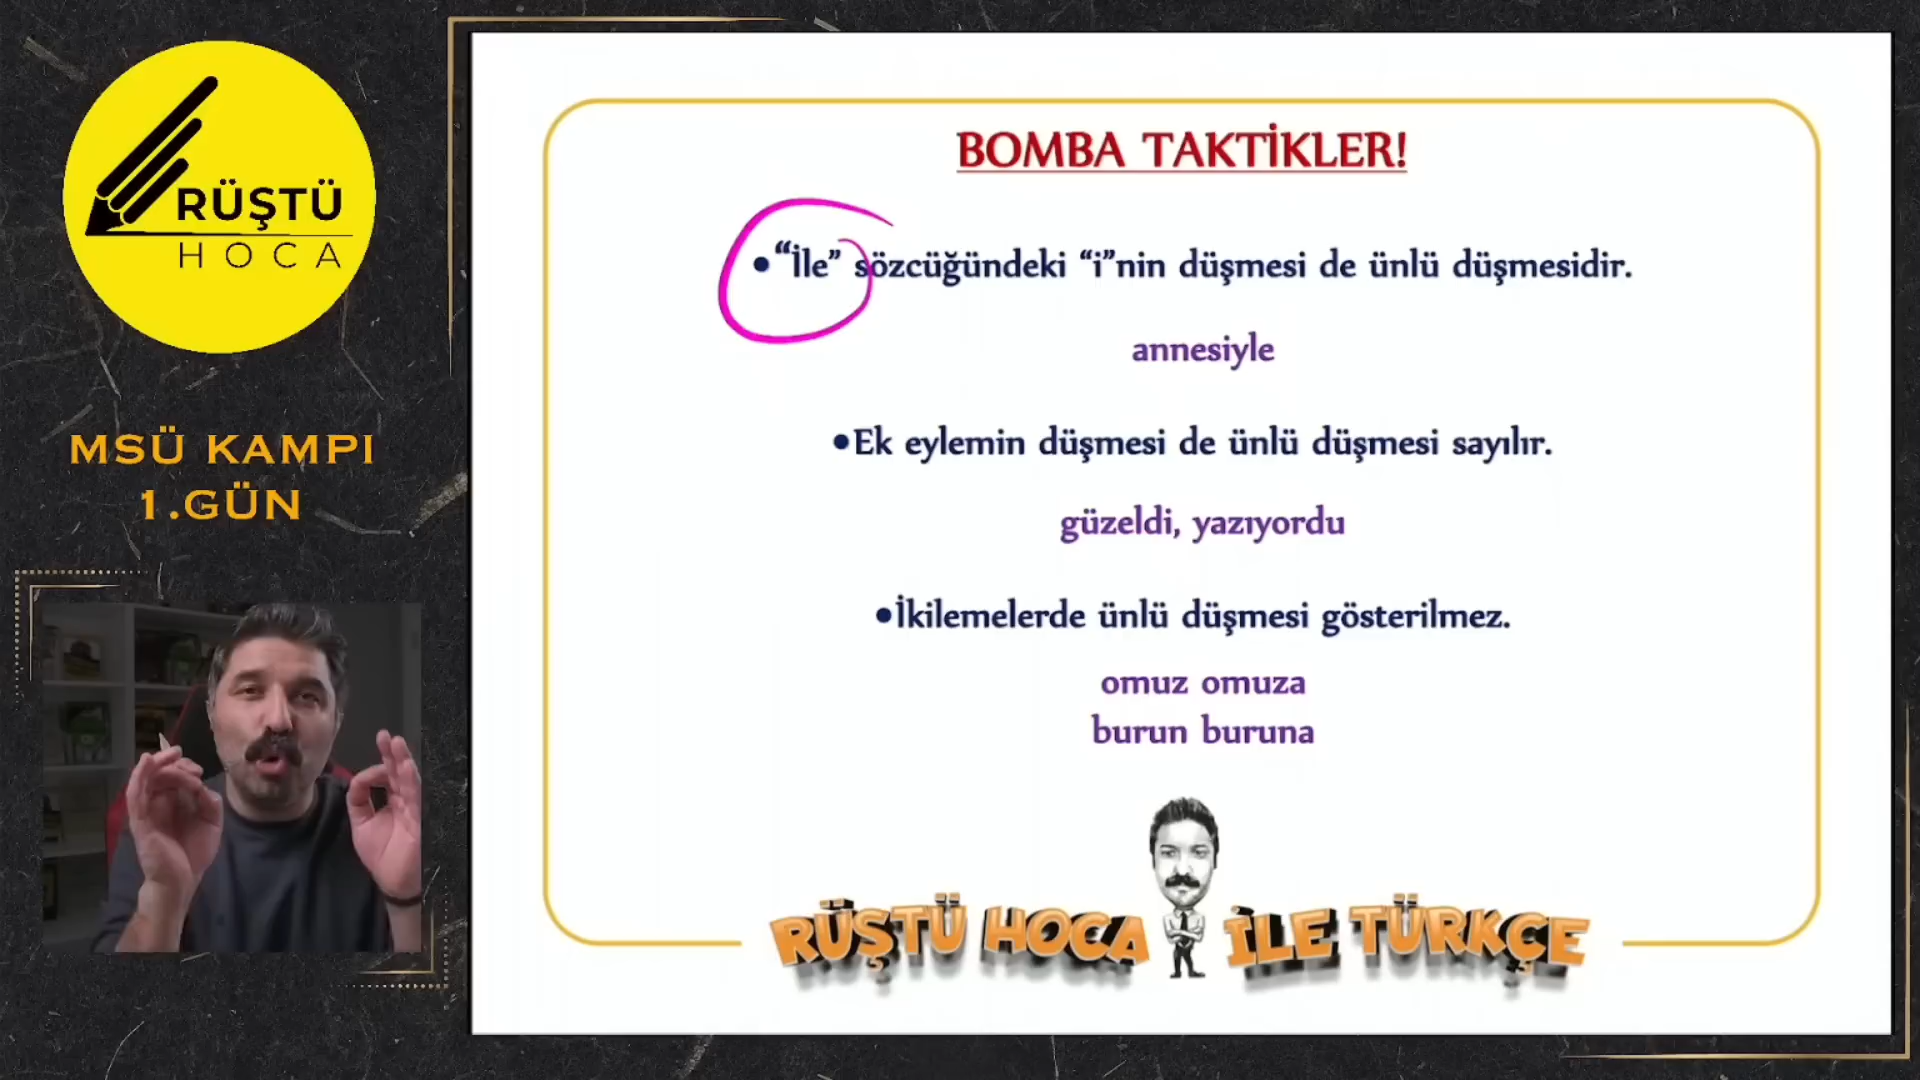 RÜŞTÜ
HOCA
MSÜ KAMPI
1.GÜN
BOMBA TAKTİKLER!
•“İle” sözcüğündeki “i”nin düşmesi de ünlü düşmesidir.
annesiyle
•Ek eylemin düşmesi de ünlü düşmesi sayılır.
güzeldi, yazıyordu
•İkilemelerde ünlü düşmesi gösterilmez.
omuz omuza
burun buruna
RÜŞTÜ HOCA İLE TÜRKÇE